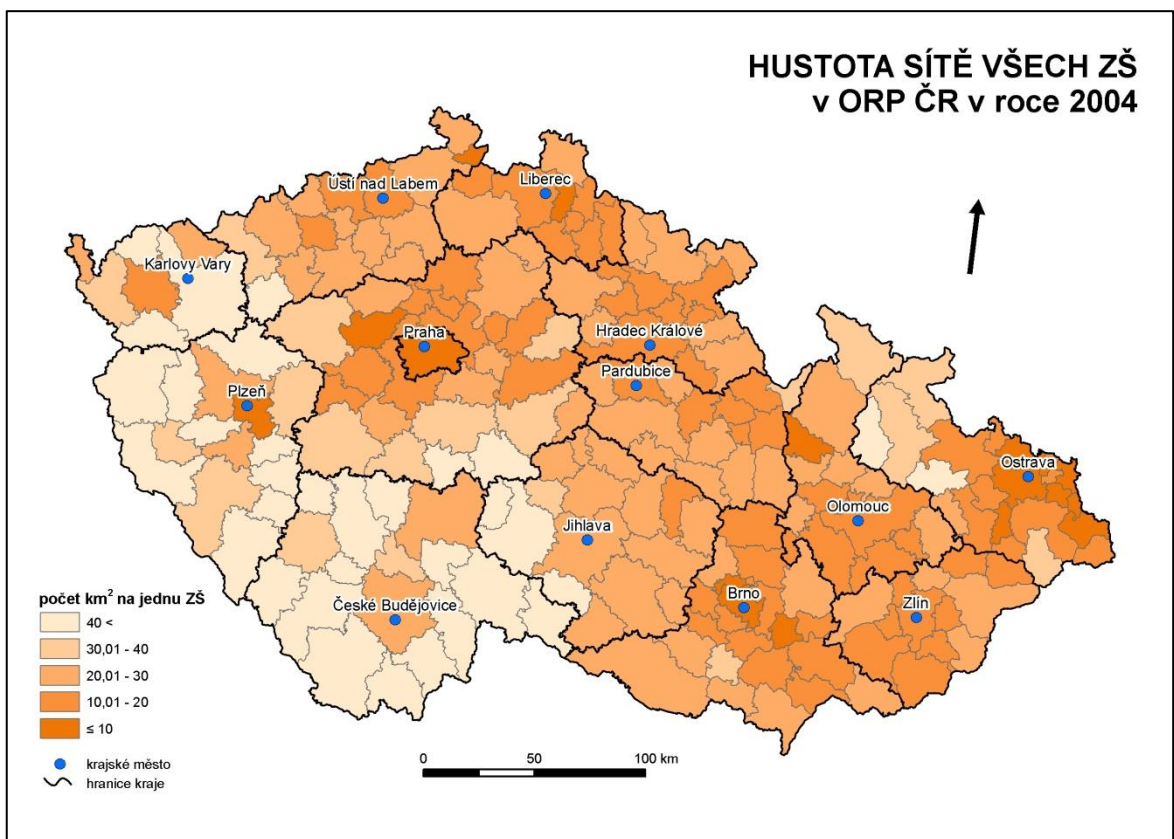 HUSTOTA SÍTĚ VŠECH ZŠ
v ORP ČR v roce 2004
Ústí nad Labem
Liberec
Karlovy Vary
Praha
Hradec Králové
Pardubice
Plzeň
Ostrava
Olomouc
Jihlava
Brno
Zlín
České Budějovice
počet km² na jednu ZŠ
40 <
30,01 - 40
20,01 - 30
10,01 - 20
≤ 10
krajské město
hranice kraje
0 50 100 km